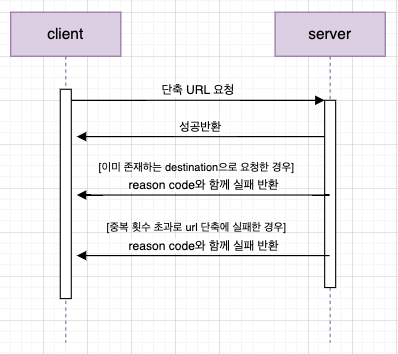 client
server
단축 URL 요청
성공반환
[이미 존재하는 destination으로 요청한 경우]
reason code와 함께 실패 반환
[중복 횟수 초과로 url 단축에 실패한 경우]
reason code와 함께 실패 반환